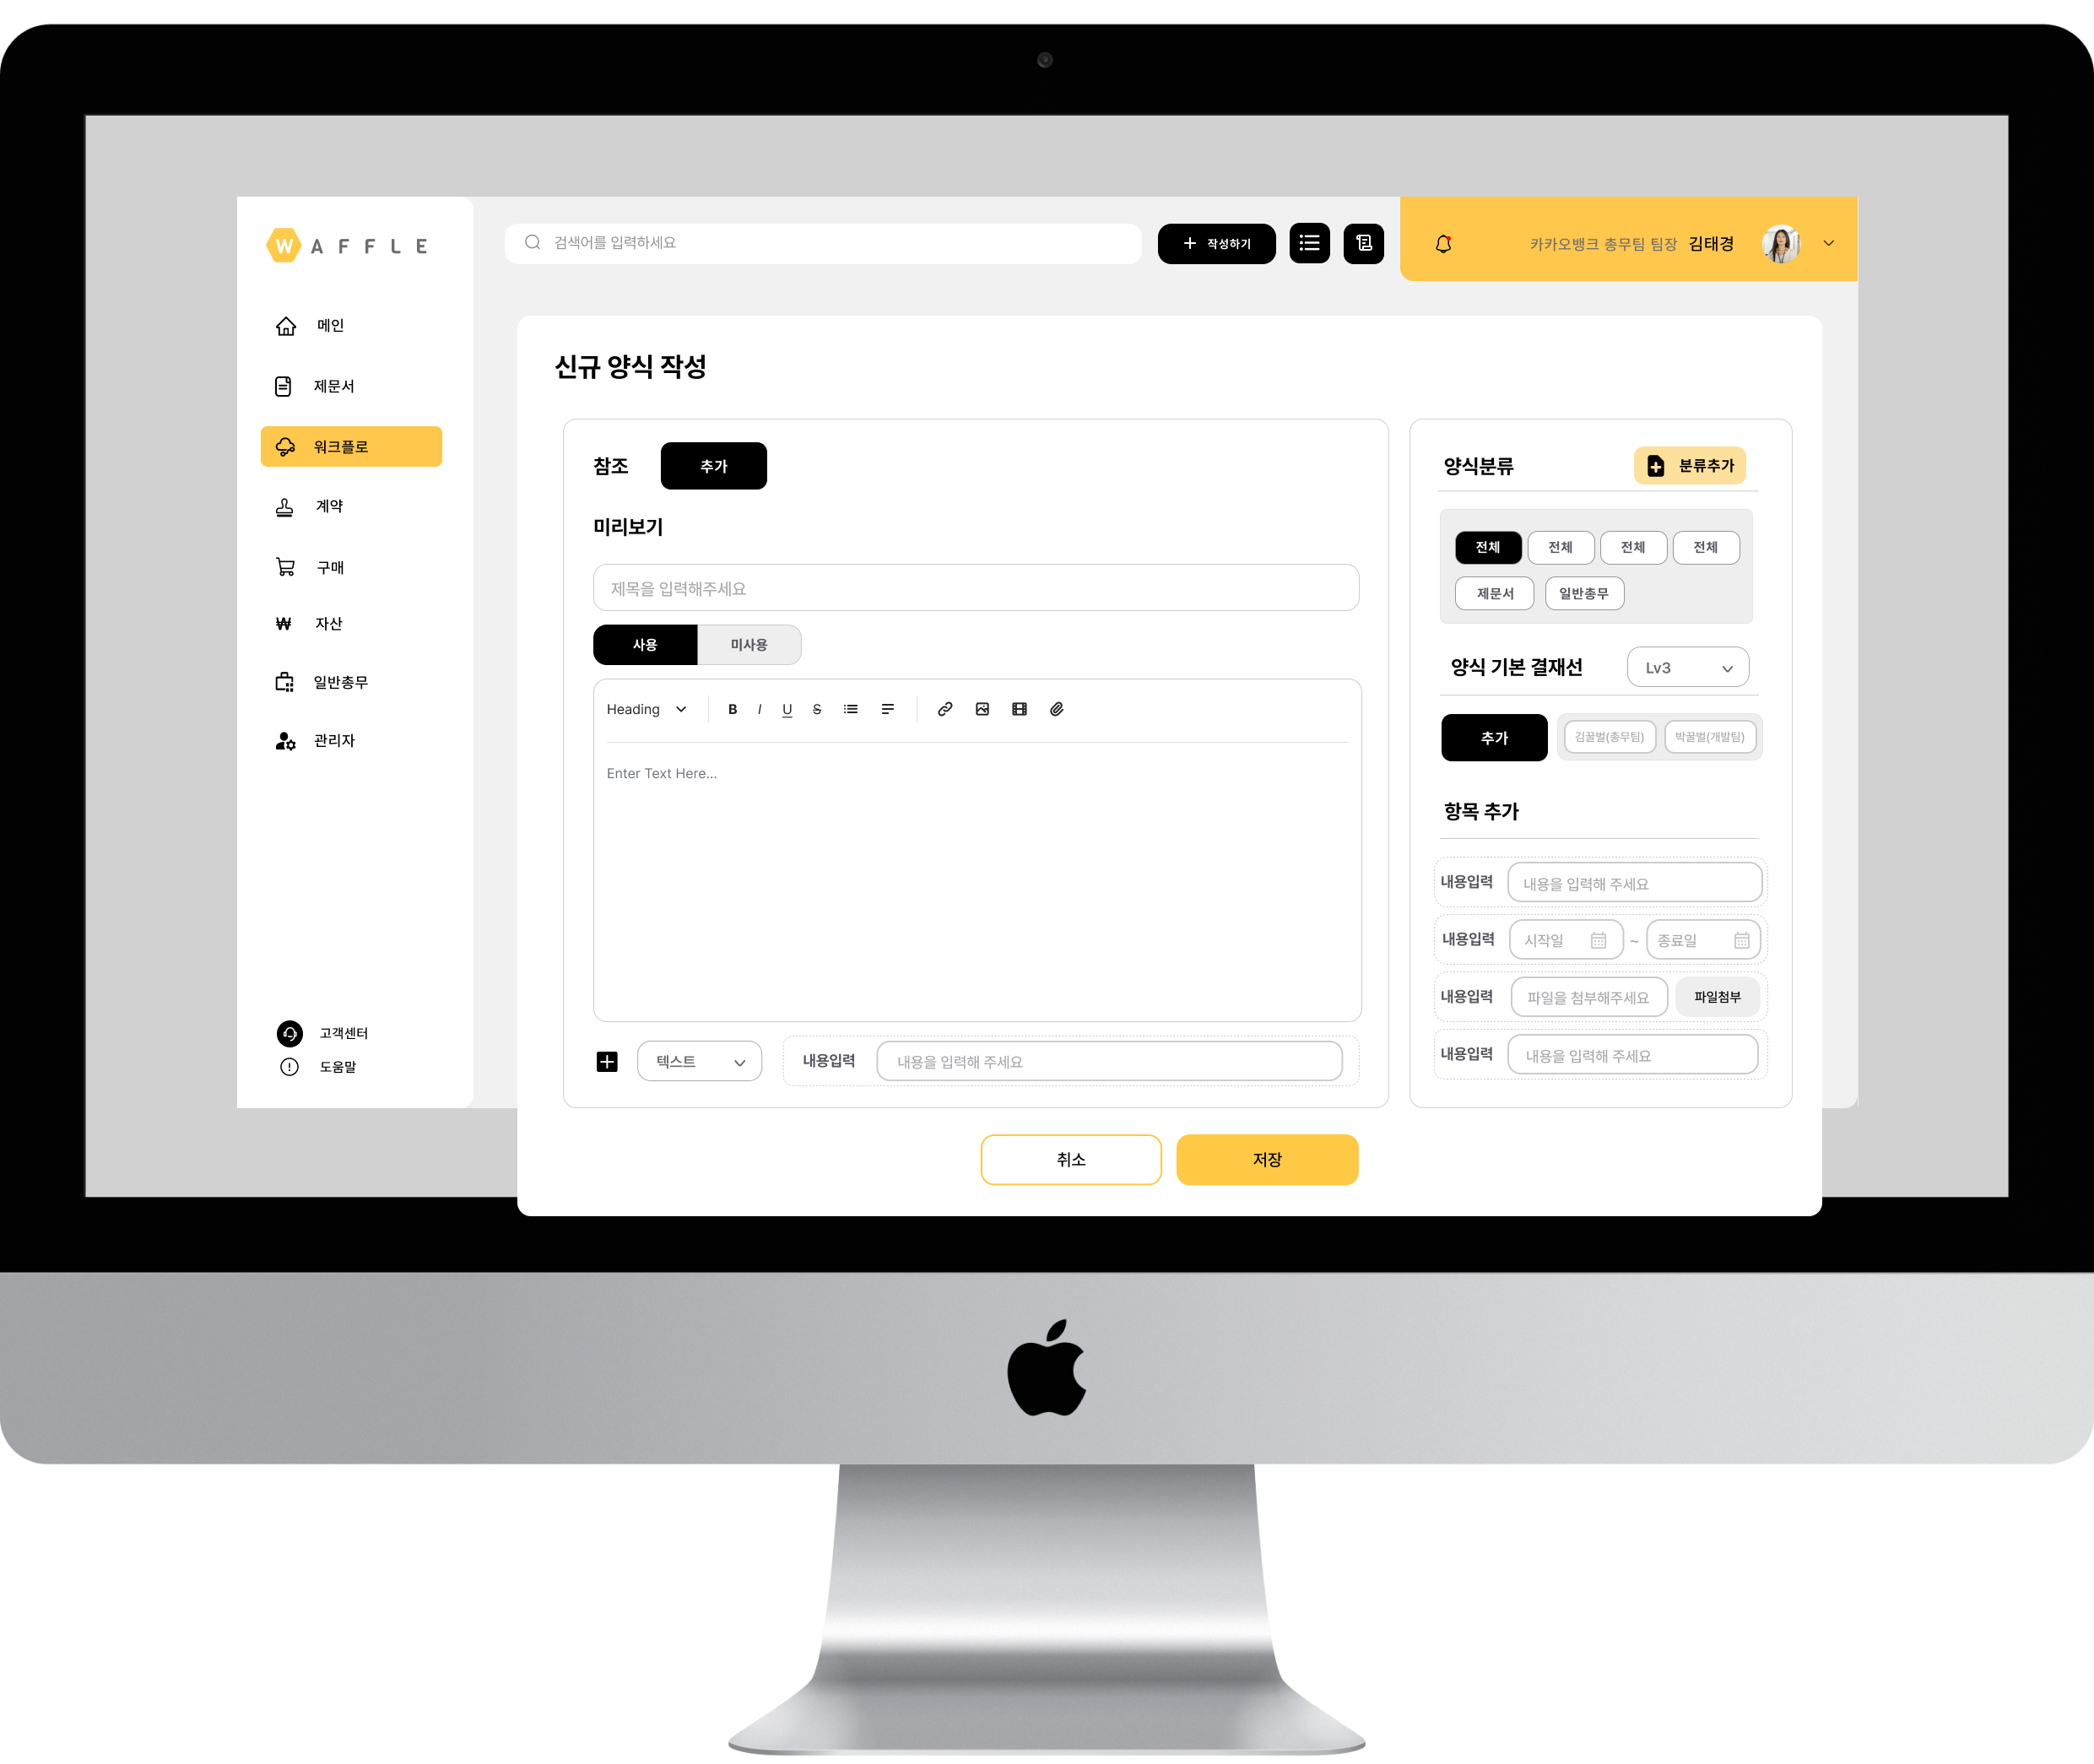 WAFFLE
검색어를 입력하세요
작성하기
카카오뱅크 총무팀 팀장 김태경
메인
제문서
워크플로
계약
구매
자산
일반총무
관리자
고객센터
도움말
신규 양식 작성
참조 추가
미리보기
제목을 입력해주세요
사용 미사용
Heading B I U S
Enter Text Here...
텍스트 내용입력 내용을 입력해 주세요
양식분류 분류추가
전체 전체 전체 전체
제문서 일반총무
양식 기본 결재선 Lv3
추가 김꿀벌(총무팀) 박꿀벌(개발팀)
항목 추가
내용입력 내용을 입력해 주세요
내용입력 시작일 ~ 종료일
내용입력 파일을 첨부해주세요 파일첨부
내용입력 내용을 입력해 주세요
취소 저장